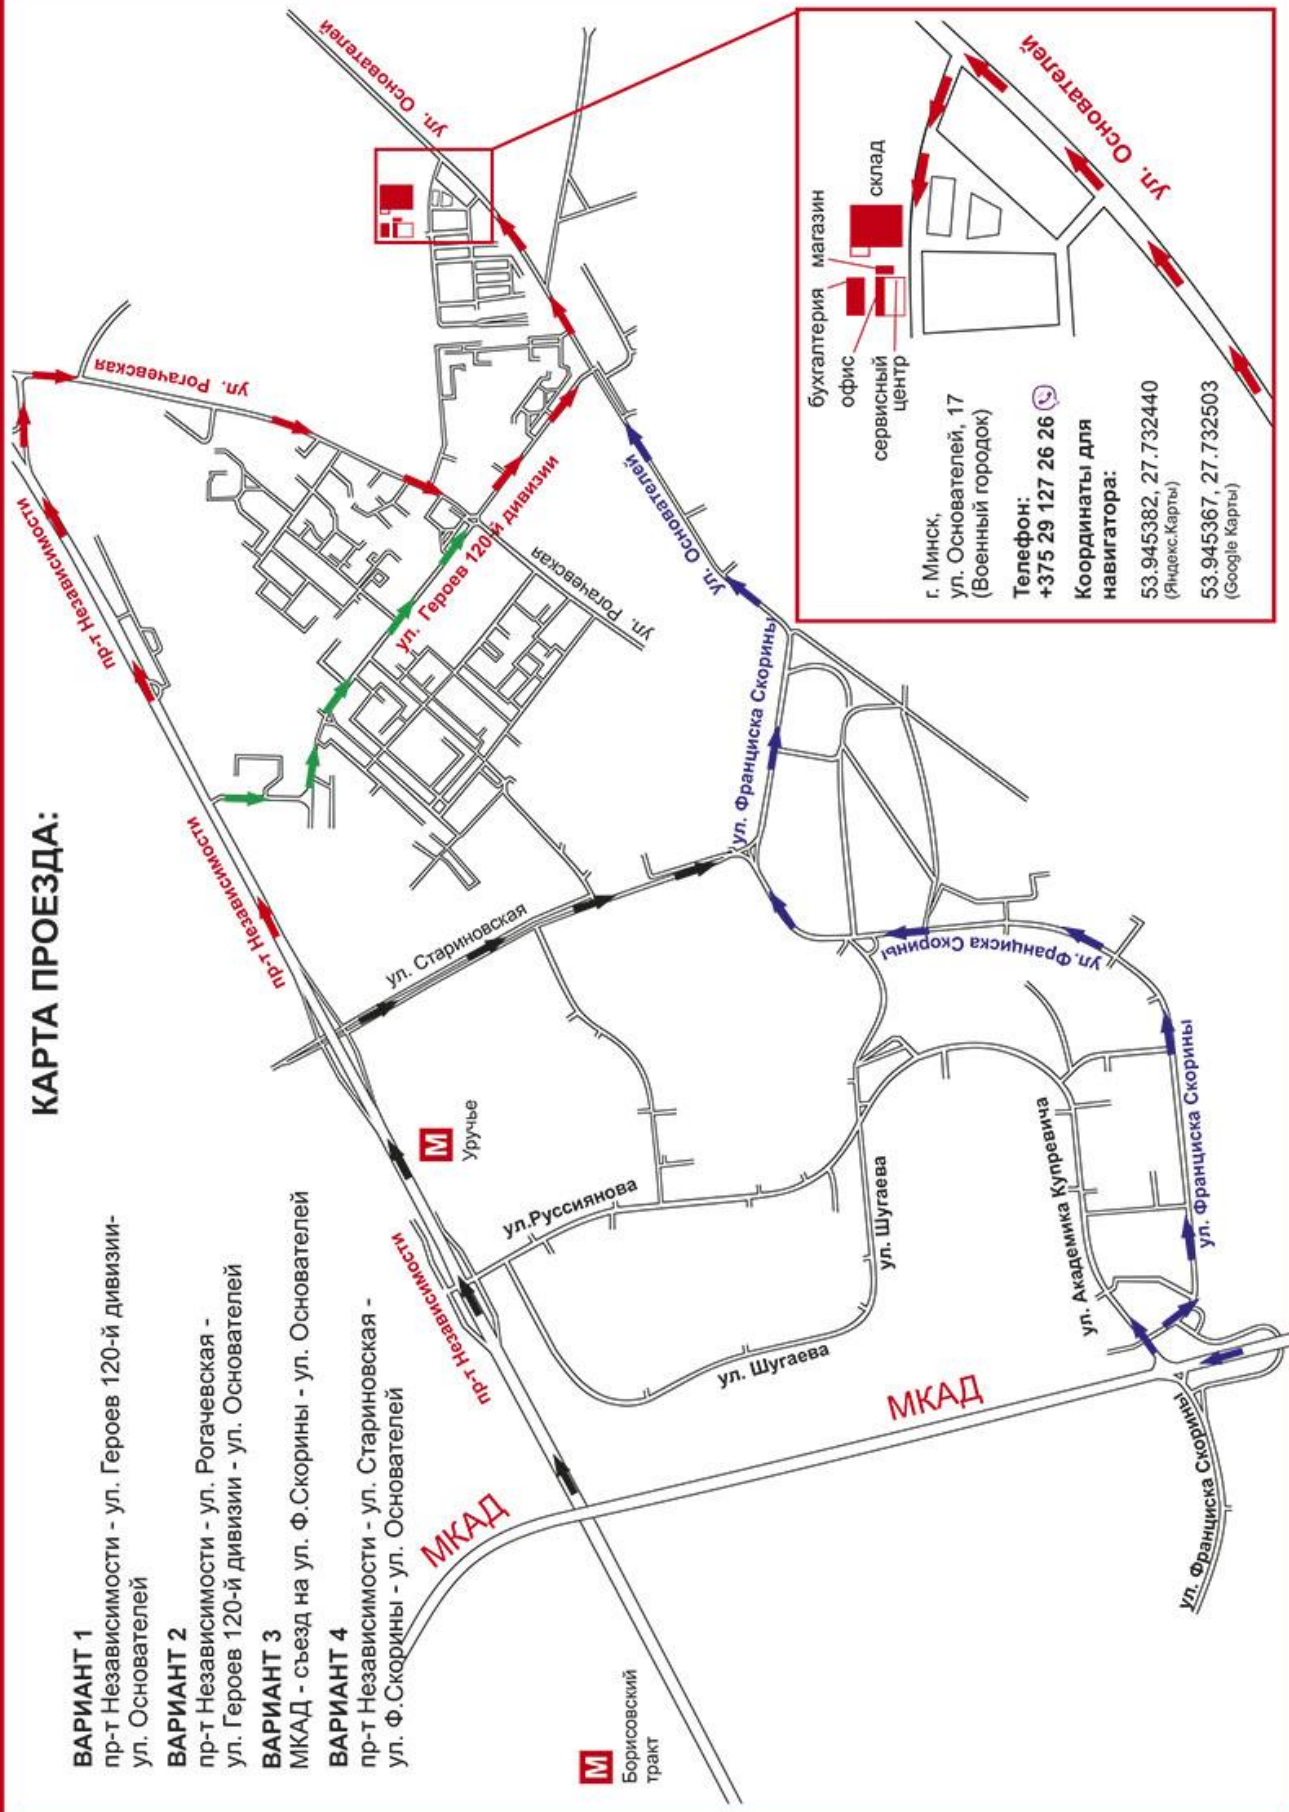 КАРТА ПРОЕЗДА:
ВАРИАНТ 1
пр-т Независимости - ул. Героев 120-й дивизии-
ул. Основателей
ВАРИАНТ 2
пр-т Независимости - ул. Рогачевская -
ул. Героев 120-й дивизии - ул. Основателей
ВАРИАНТ 3
МКАД - съезд на ул. Ф.Скорины - ул. Основателей
ВАРИАНТ 4
пр-т Независимости - ул. Стариновская -
ул. Ф.Скорины - ул. Основателей
М
Борисовский
тракт
МКАД
МКАД
пр-т Независимости
М
Уручье
ул.Руссиянова
ул. Шугаева
ул. Шугаева
ул. Академика Купревича
ул. Франциска Скорины
ул. Франциска Скорины
ул.Франциска Скорины
ул. Франциска Скорины
ул. Стариновская
пр-т Независимости
пр-т Независимости
ул. Рогачевская
ул. Героев 120-й дивизии
ул. Рогачевская
ул. Основателей
ул. Основателей
бухгалтерия
магазин
офис
склад
сервисный
центр
ул. Основателей
г. Минск,
ул. Основателей, 17
(Военный городок)
Телефон:
+375 29 127 26 26
Координаты для
навигатора:
53.945382, 27.732440
(Яндекс.Карты)
53.945367, 27.732503
(Google Карты)